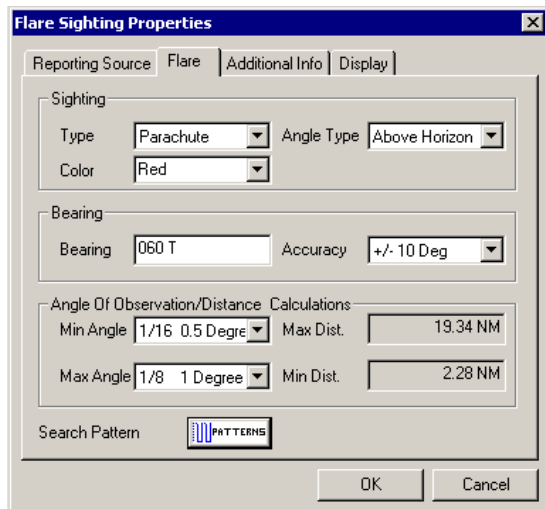 Flare Sighting Properties
Reporting Source Flare Additional Info Display
Sighting
Type Parachute Angle Type Above Horizon
Color Red
Bearing
Bearing 060 T Accuracy +/- 10 Deg
Angle Of Observation/Distance Calculations
Min Angle 1/16 0.5 Degre Max Dist. 19.34 NM
Max Angle 1/8 1 Degree Min Dist. 2.28 NM
Search Pattern PATTERNS
OK Cancel